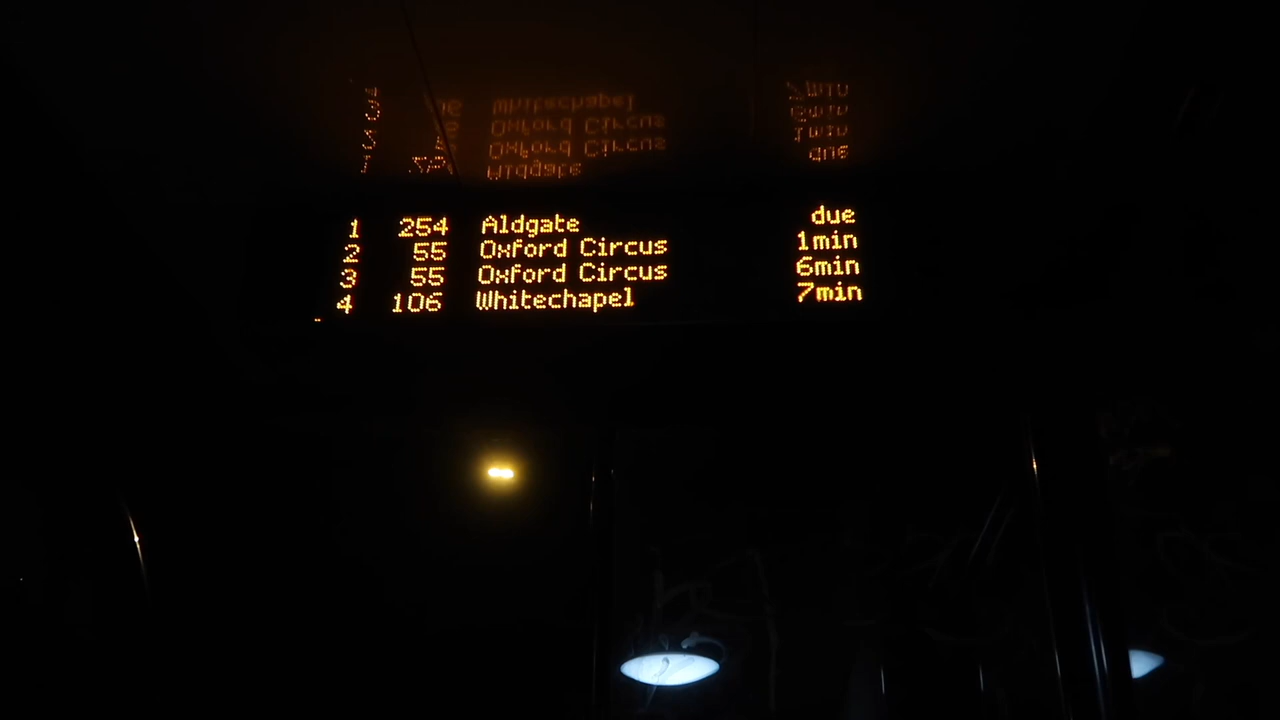 1 254 Aldgate due
2 55 Oxford Circus 1min
3 55 Oxford Circus 6min
4 106 Whitechapel 7min